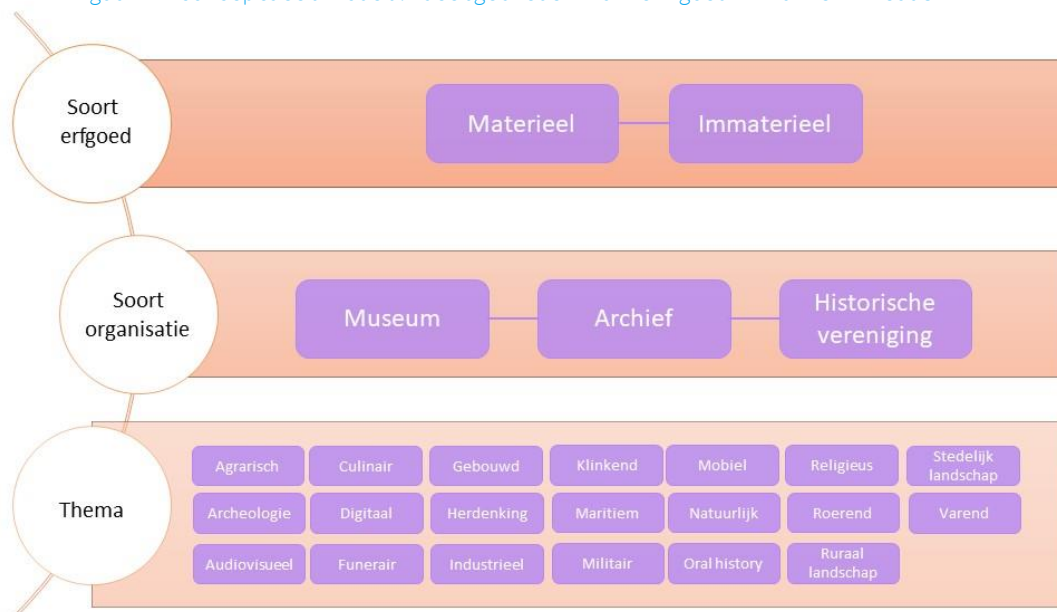 Soort
erfgoed
Materieel
Immaterieel
Soort
organisatie
Museum
Archief
Historische
vereniging
Thema
Agrarisch
Culinair
Gebouwd
Klinkend
Mobiel
Religieus
Stedelijk
landschap
Archeologie
Digitaal
Herdenking
Maritiem
Natuurlijk
Roerend
Varend
Audiovisueel
Funerair
Industrieel
Militair
Oral history
Ruraal
landschap